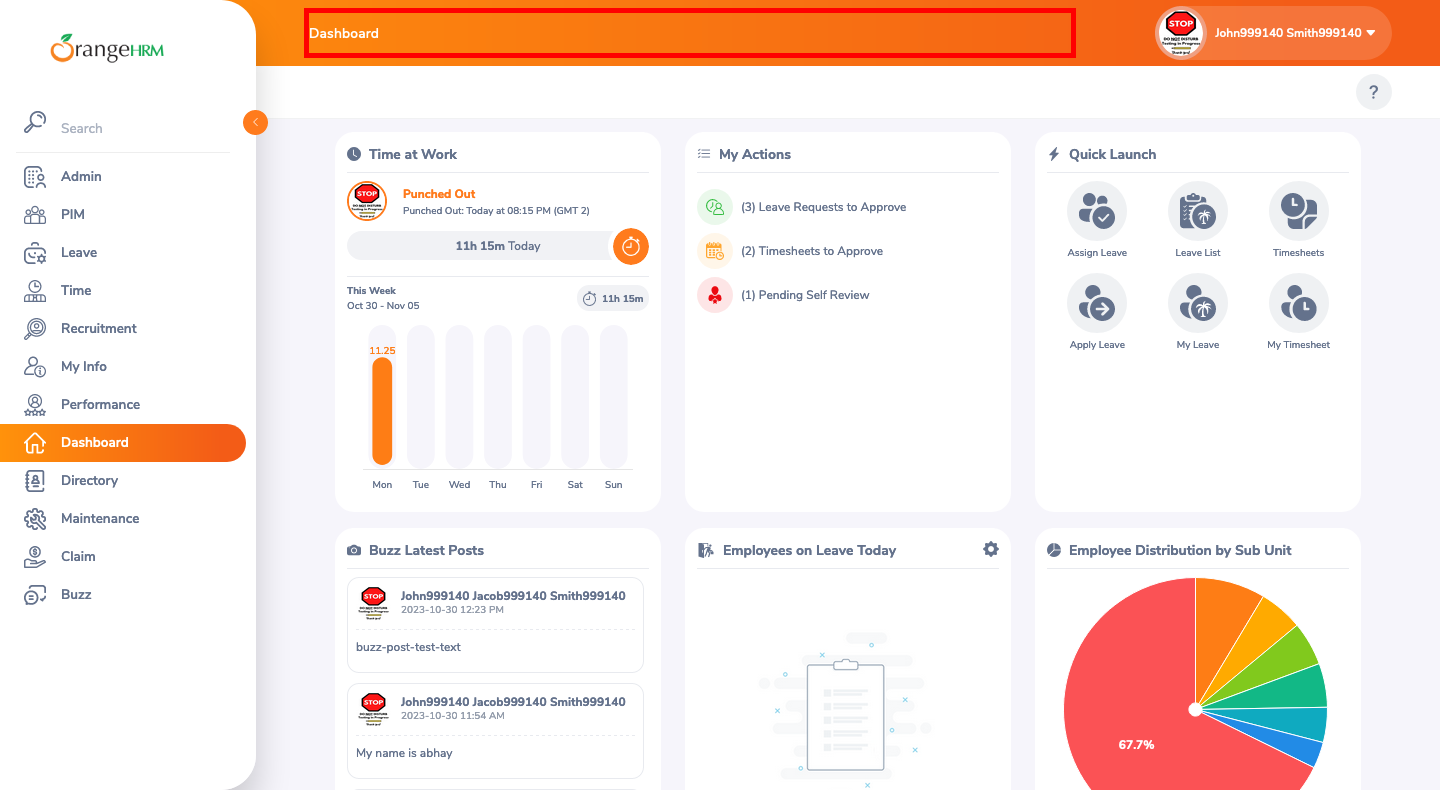 OrangeHRM
Search
Admin
PIM
Leave
Time
Recruitment
My Info
Performance
Dashboard
Directory
Maintenance
Claim
Buzz
Dashboard
STOP
John999140 Smith999140
?
Time at Work
STOP
Punched Out
Punched Out: Today at 08:15 PM (GMT 2)
11h 15m Today
This Week
Oct 30 - Nov 05
11h 15m
11.25
Mon Tue Wed Thu Fri Sat Sun
My Actions
(3) Leave Requests to Approve
(2) Timesheets to Approve
(1) Pending Self Review
Quick Launch
Assign Leave Leave List Timesheets
Apply Leave My Leave My Timesheet
Buzz Latest Posts
STOP
John999140 Jacob999140 Smith999140
2023-10-30 12:23 PM
buzz-post-test-text
STOP
John999140 Jacob999140 Smith999140
2023-10-30 11:54 AM
My name is abhay
Employees on Leave Today
Employee Distribution by Sub Unit
67.7%